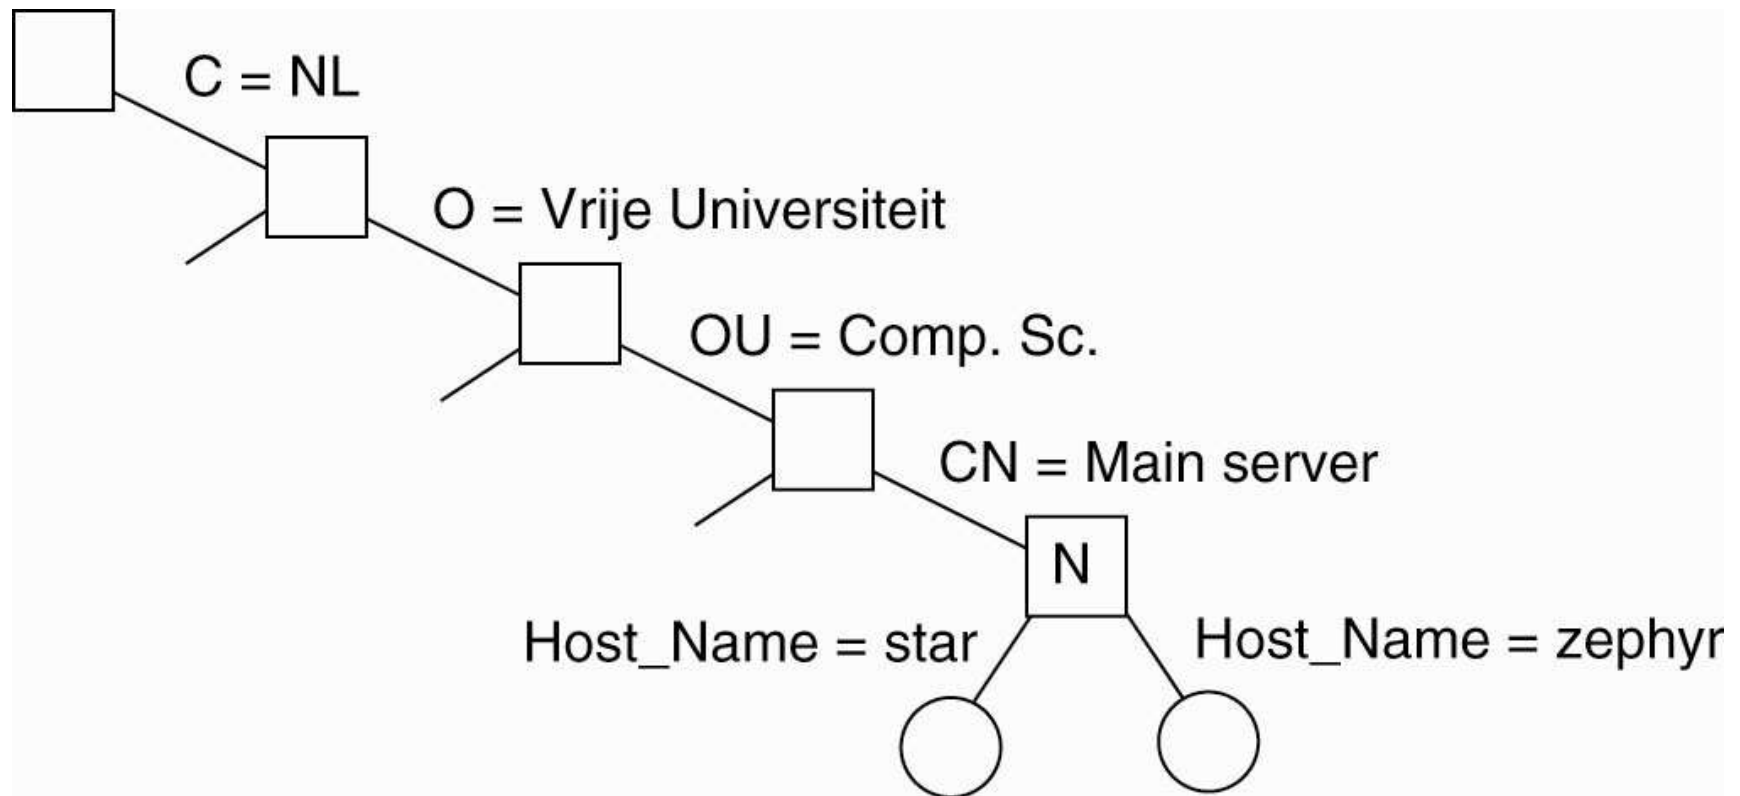 C = NL
O = Vrije Universiteit
OU = Comp. Sc.
CN = Main server
N
Host_Name = star
Host_Name = zephyr